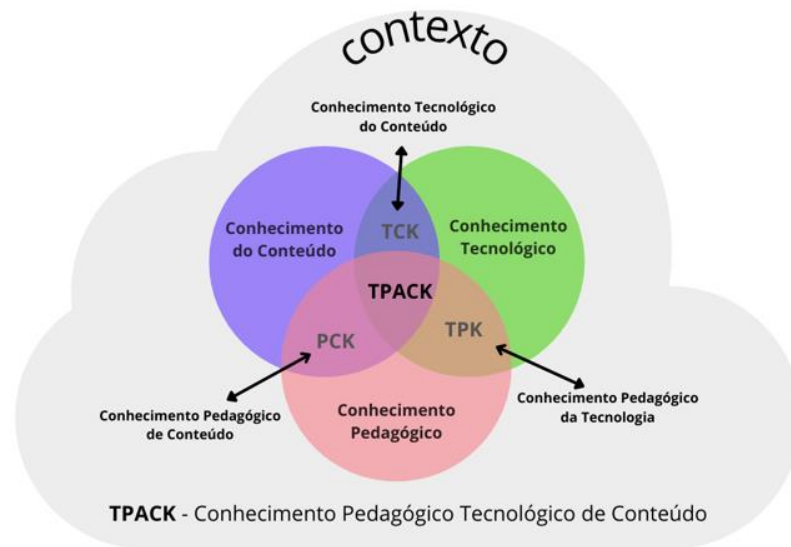 contexto
Conhecimento Tecnológico
do Conteúdo
Conhecimento
do Conteúdo
TCK
Conhecimento
Tecnológico
TPACK
PCK
TPK
Conhecimento Pedagógico
de Conteúdo
Conhecimento
Pedagógico
Conhecimento Pedagógico
da Tecnologia
TPACK - Conhecimento Pedagógico Tecnológico de Conteúdo